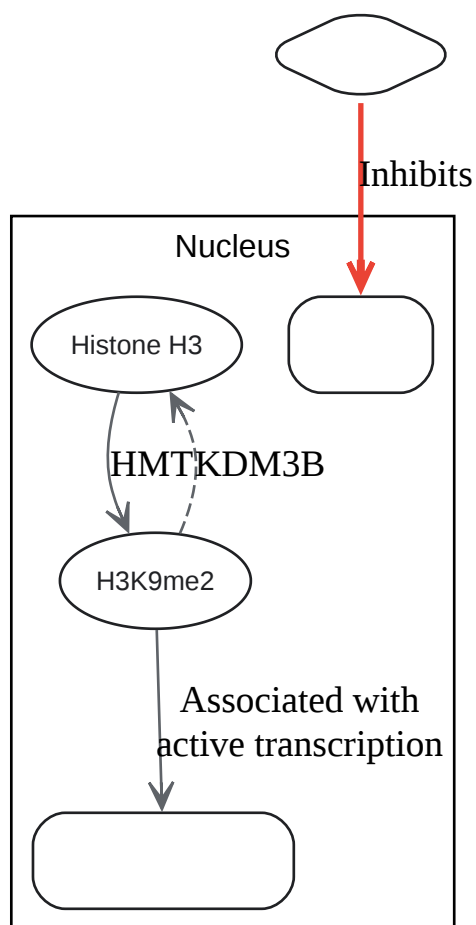 Inhibits
Nucleus
Histone H3
HMTKDM3B
H3K9me2
Associated with
active transcription